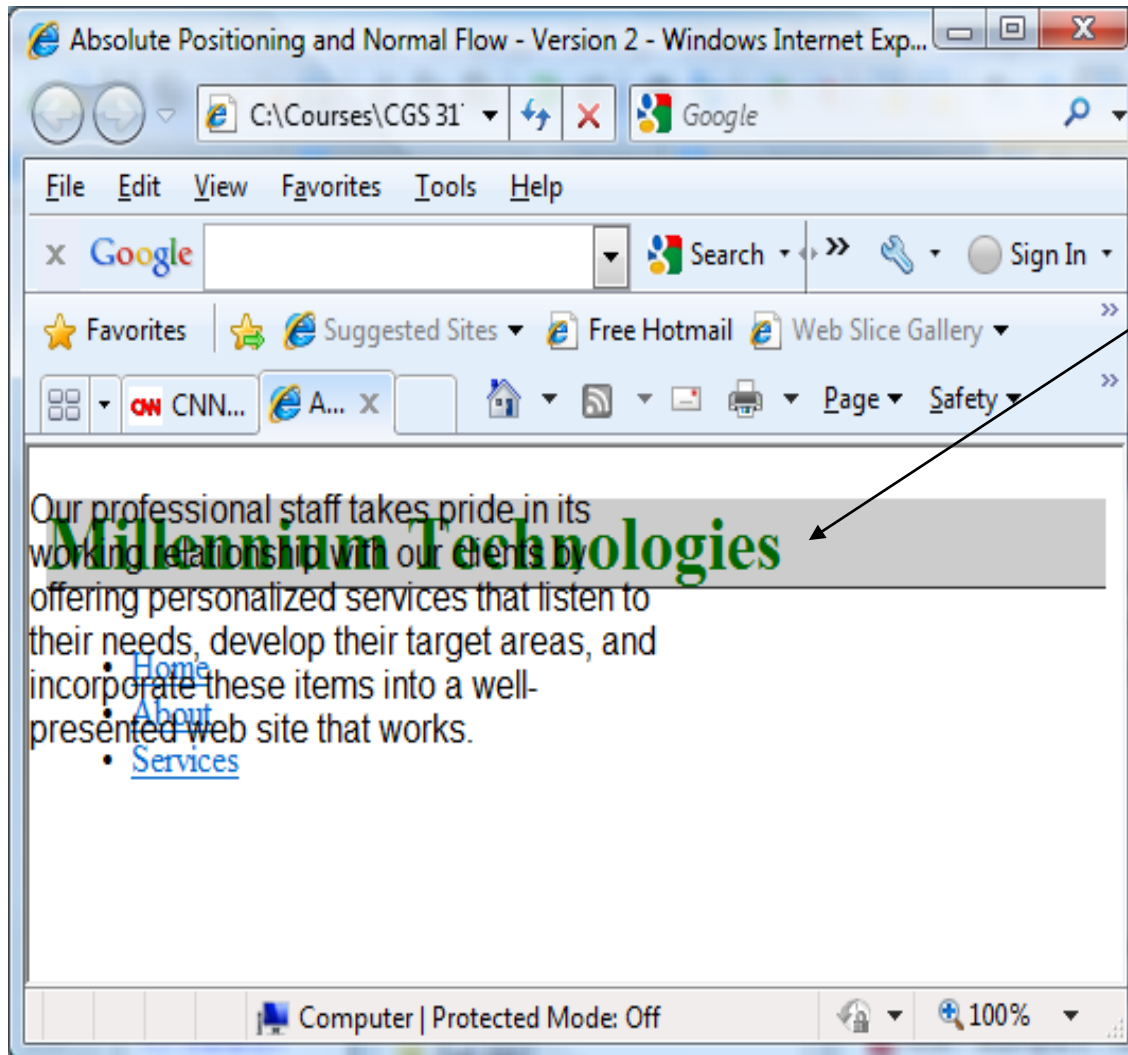 Absolute Positioning and Normal Flow - Version 2 - Windows Internet Exp...
C:\Courses\CGS 31 Google
File Edit View Favorites Tools Help
x Google Search Sign In
Favorites Suggested Sites Free Hotmail Web Slice Gallery
CNN CNN... A... x Page Safety
Our professional staff takes pride in its
Millennium Technologies
working relationship with our clients by
offering personalized services that listen to
their needs, develop their target areas, and
• Home
incorporate these items into a well-
• About
presented web site that works.
• Services
Computer | Protected Mode: Off 100%